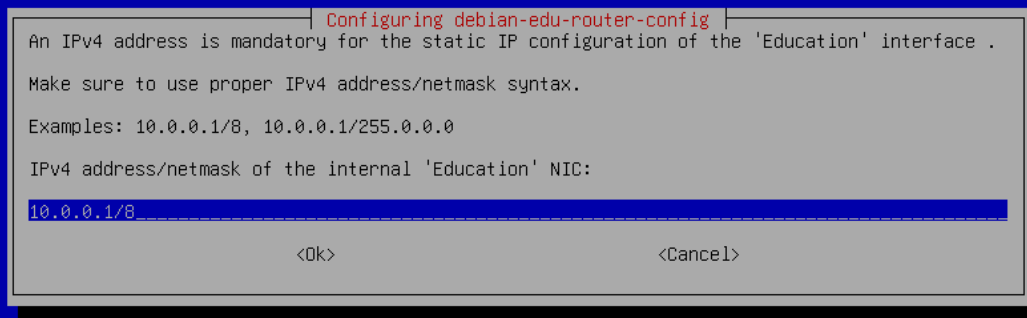 Configuring debian-edu-router-config
An IPv4 address is mandatory for the static IP configuration of the 'Education' interface .
Make sure to use proper IPv4 address/netmask syntax.
Examples: 10.0.0.1/8, 10.0.0.1/255.0.0.0
IPv4 address/netmask of the internal 'Education' NIC:
10.0.0.1/8
<Ok> <Cancel>